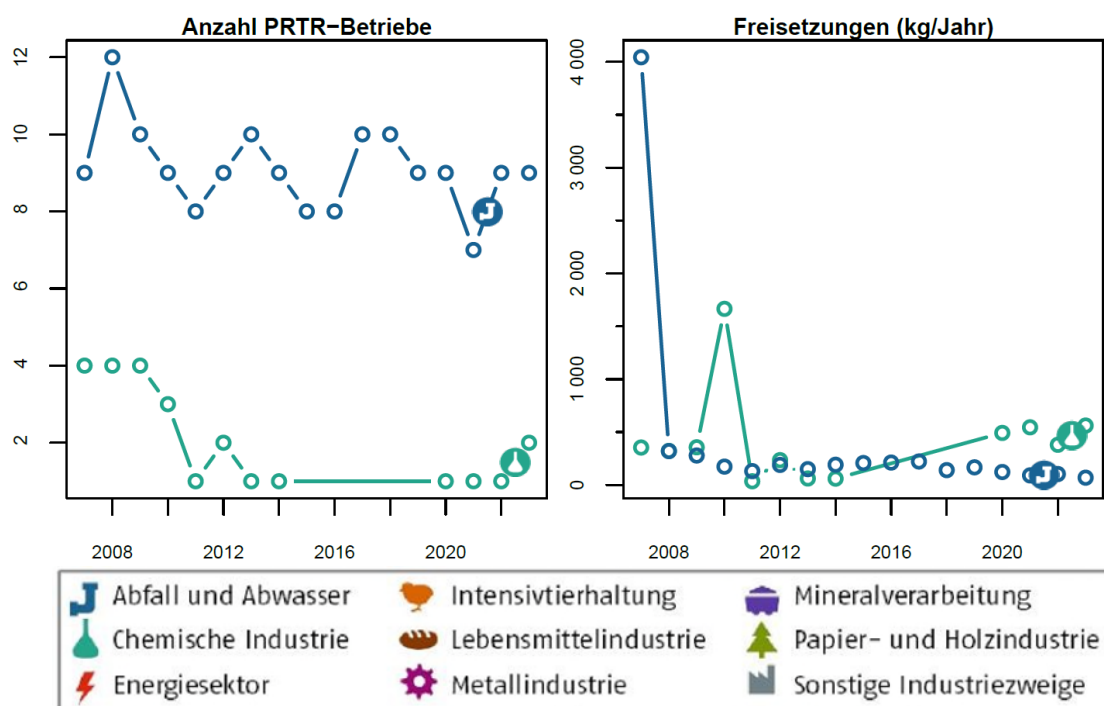 Anzahl PRTR−Betriebe
12
10
8
6
4
2
2008 2012 2016 2020
Freisetzungen (kg/Jahr)
4 000
3 000
2 000
1 000
0
2008 2012 2016 2020
Abfall und Abwasser Intensivtierhaltung Mineralverarbeitung
Chemische Industrie Lebensmittelindustrie Papier− und Holzindustrie
Energiesektor Metallindustrie Sonstige Industriezweige